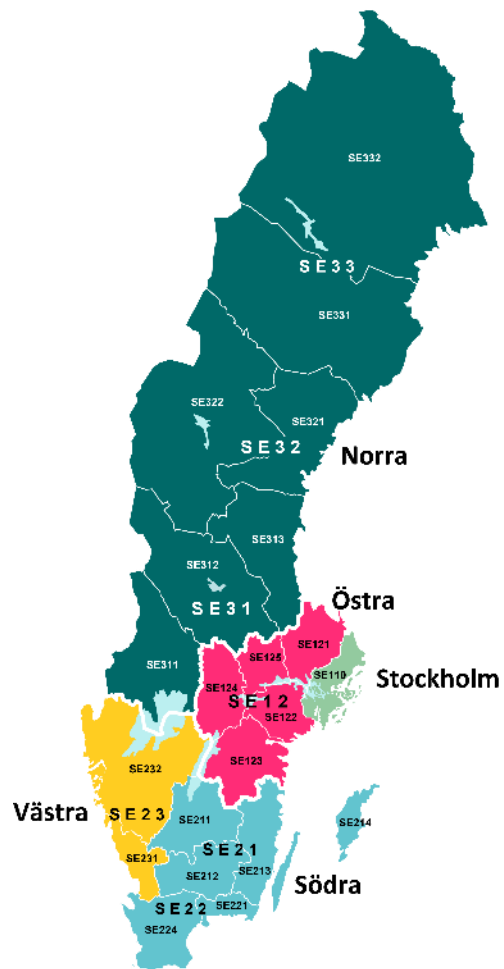 SE332
SE33
SE331
SE322
SE321
SE32
Norra
SE313
SE312
SE31
Östra
SE121
SE125
SE311
SE110
Stockholm
SE124
SE12
SE122
SE123
SE232
Västra
SE23
SE211
SE214
SE231
SE21
SE213
SE212
Södra
SE22
SE221
SE224